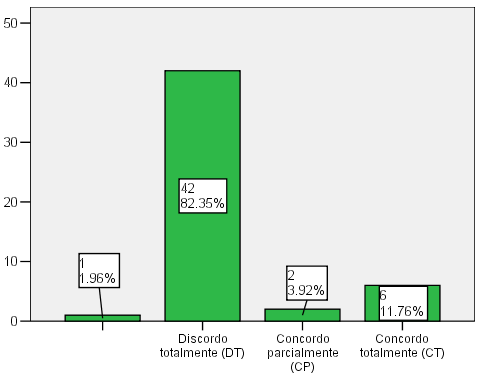 50
40
30
20
10
0
1
1.96%
42
82.35%
2
3.92%
6
11.76%
Discordo
totalmente (DT)
Concordo
parcialmente
(CP)
Concordo
totalmente (CT)